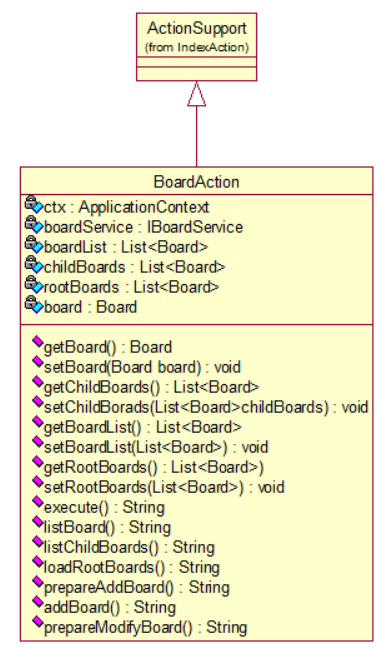 ActionSupport
(from IndexAction)
BoardAction
ctx : ApplicationContext
boardService : IBoardService
boardList : List<Board>
childBoards : List<Board>
rootBoards : List<Board>
board : Board
getBoard() : Board
setBoard(Board board) : void
getChildBoards() : List<Board>
setChildBorads(List<Board>childBoards) : void
getBoardList() : List<Board>
setBoardList(List<Board>) : void
getRootBoards() : List<Board>)
setRootBoards(List<Board>) : void
execute() : String
listBoard() : String
listChildBoards() : String
loadRootBoards() : String
prepareAddBoard() : String
addBoard() : String
prepareModifyBoard() : String